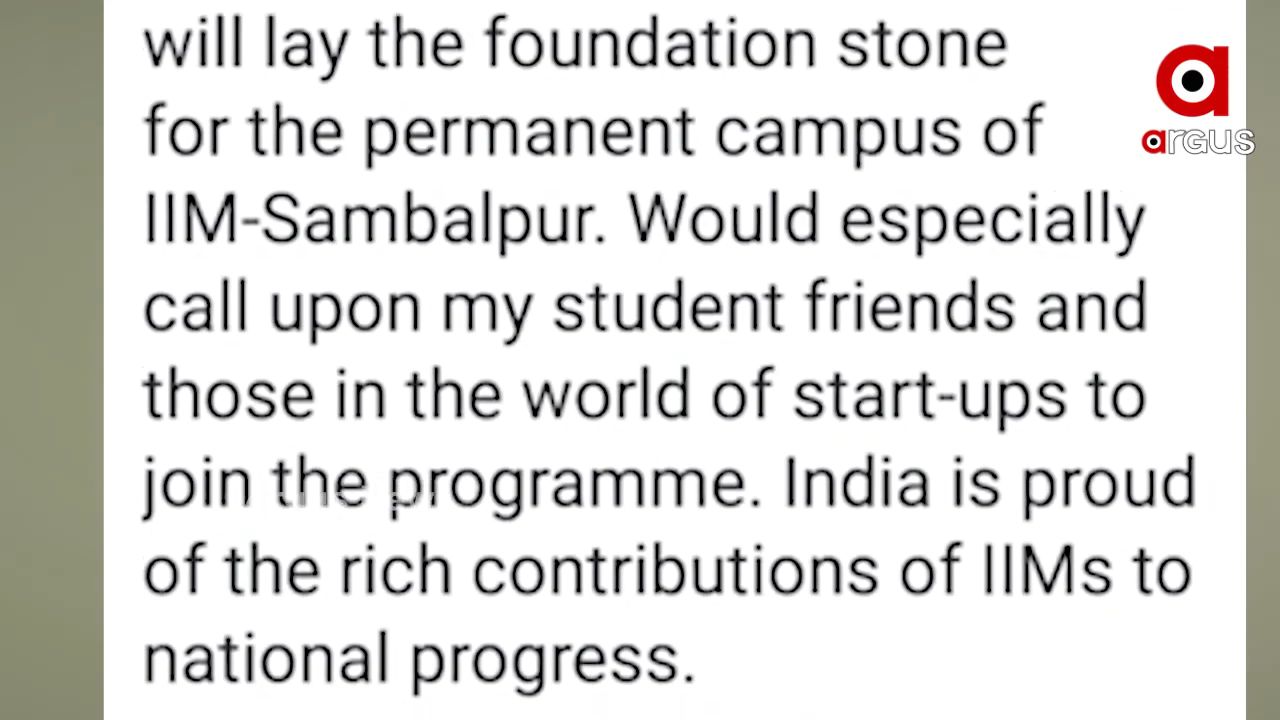 will lay the foundation stone
for the permanent campus of
IIM-Sambalpur. Would especially
call upon my student friends and
those in the world of start-ups to
join the programme. India is proud
of the rich contributions of IIMs to
national progress.
argus